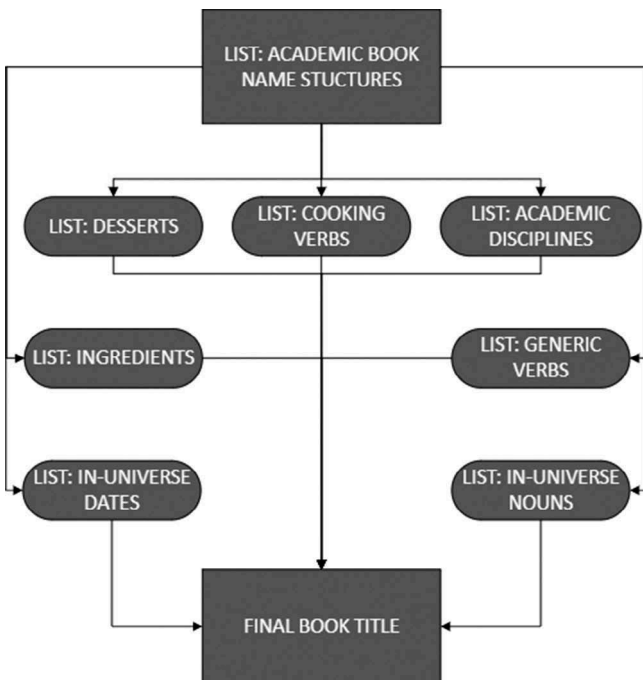 LIST: ACADEMIC BOOK
NAME STUCTURES
LIST: DESSERTS
LIST: COOKING
VERBS
LIST: ACADEMIC
DISCIPLINES
LIST: INGREDIENTS
LIST: GENERIC
VERBS
LIST: IN-UNIVERSE
DATES
LIST: IN-UNIVERSE
NOUNS
FINAL BOOK TITLE